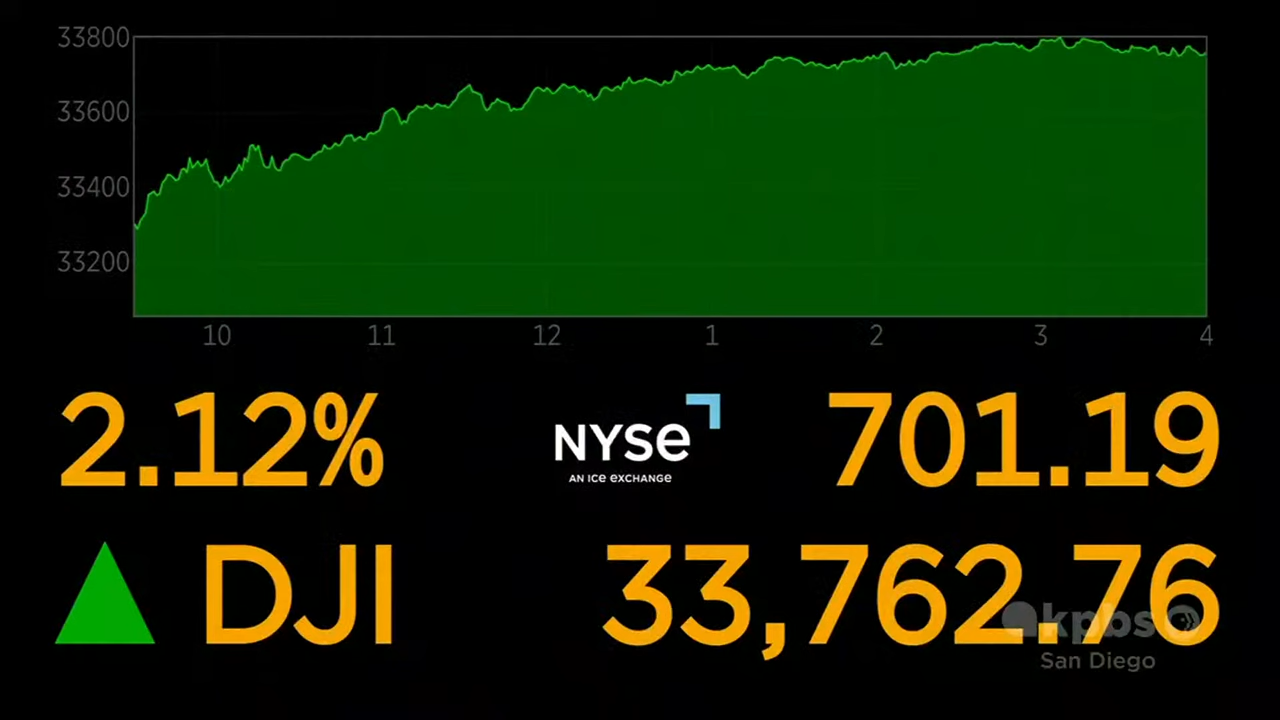 33800
33600
33400
33200
10 11 12 1 2 3 4
2.12% NYSE 701.19
AN ICE EXCHANGE
DJI 33,762.76
kpbs
San Diego